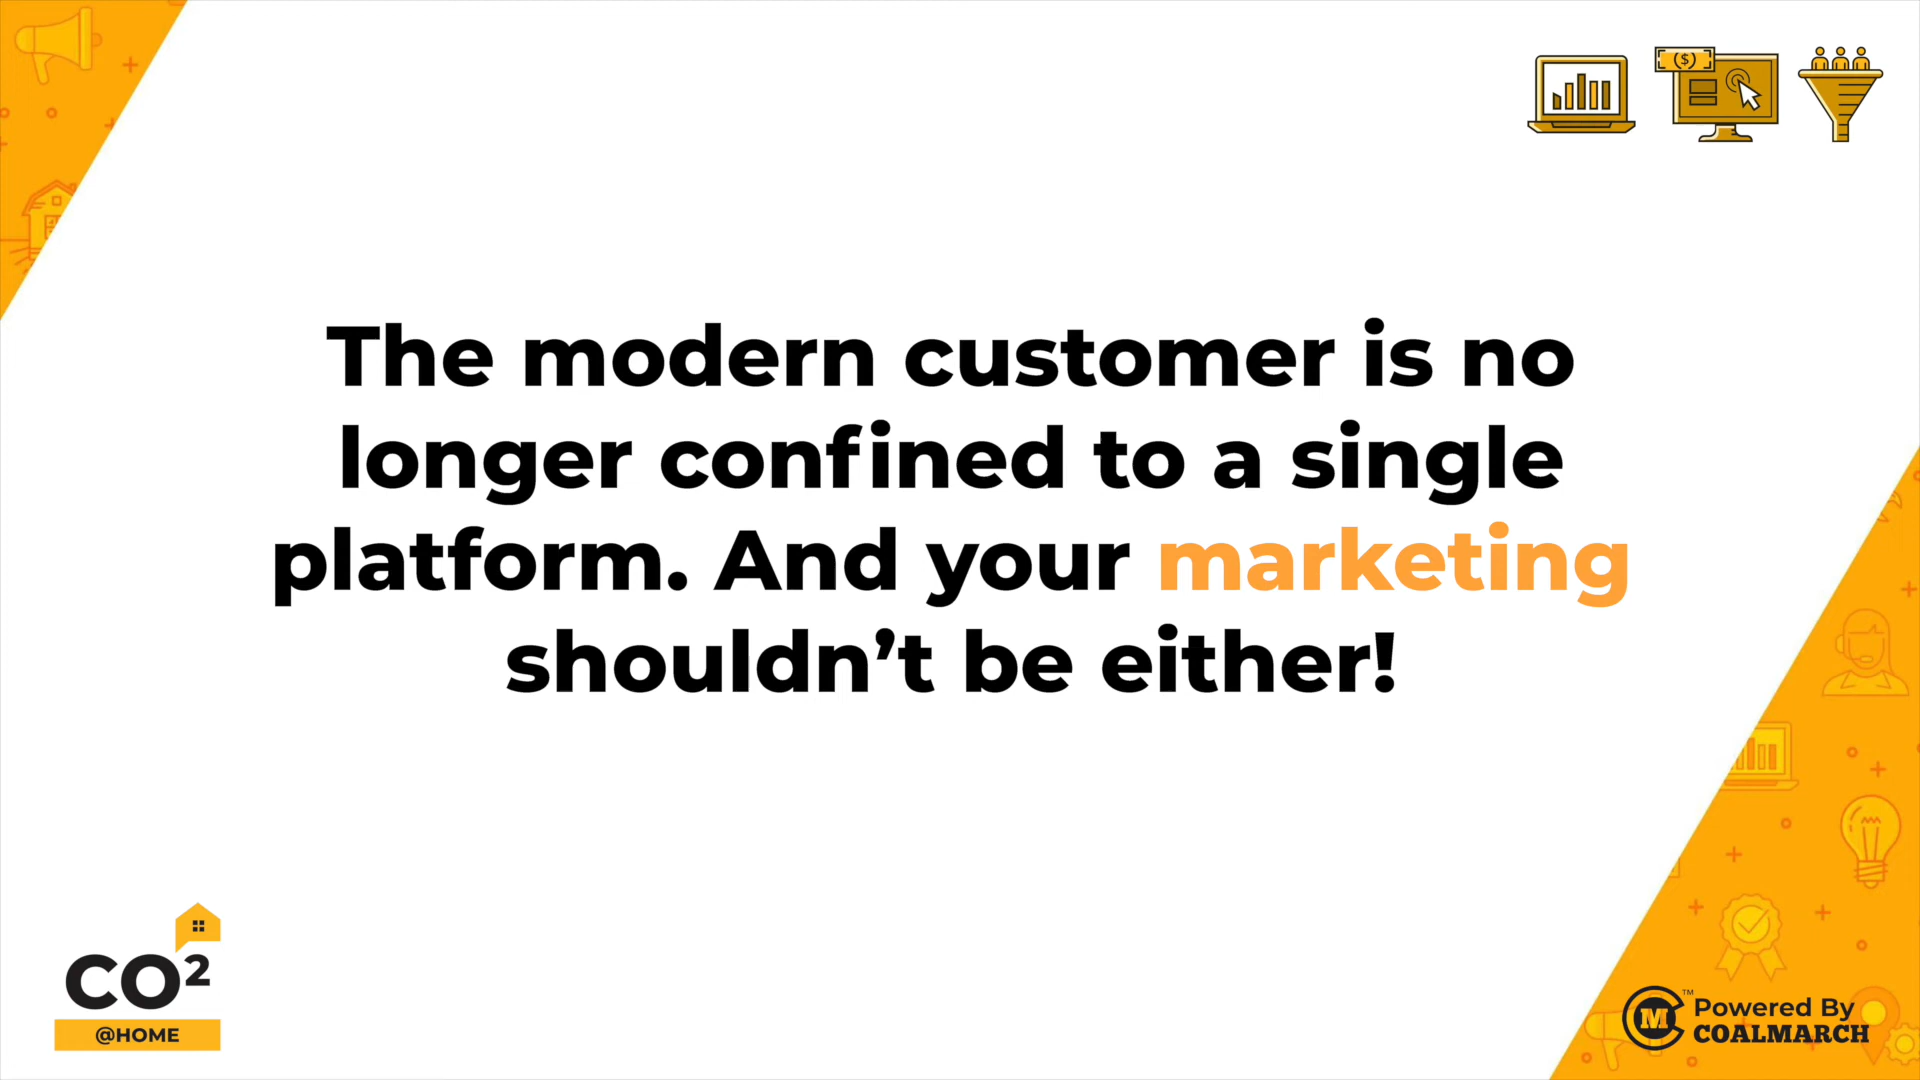 ($)
The modern customer is no
longer confined to a single
platform. And your marketing
shouldn’t be either!
CO²
@HOME
CM™ Powered By
COALMARCH